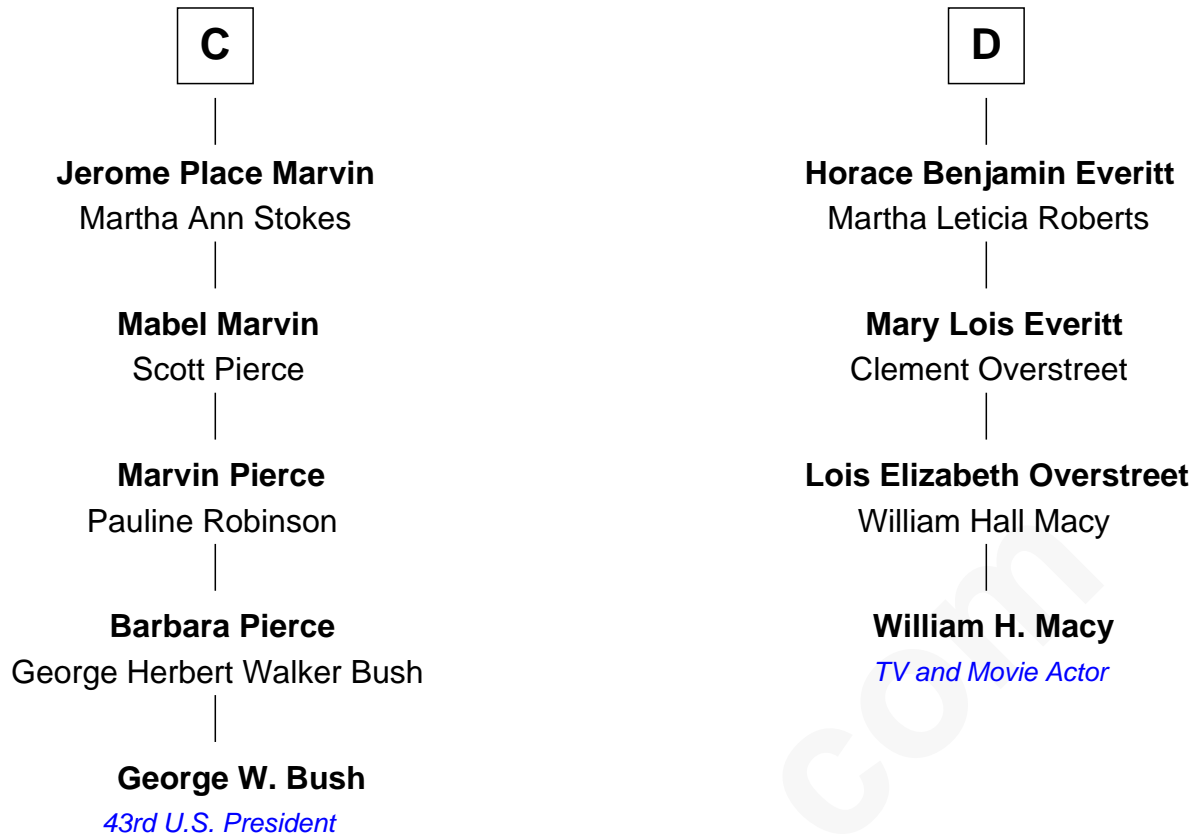 C
Jerome Place Marvin
Martha Ann Stokes
Mabel Marvin
Scott Pierce
Marvin Pierce
Pauline Robinson
Barbara Pierce
George Herbert Walker Bush
George W. Bush
43rd U.S. President
D
Horace Benjamin Everitt
Martha Leticia Roberts
Mary Lois Everitt
Clement Overstreet
Lois Elizabeth Overstreet
William Hall Macy
William H. Macy
TV and Movie Actor
com